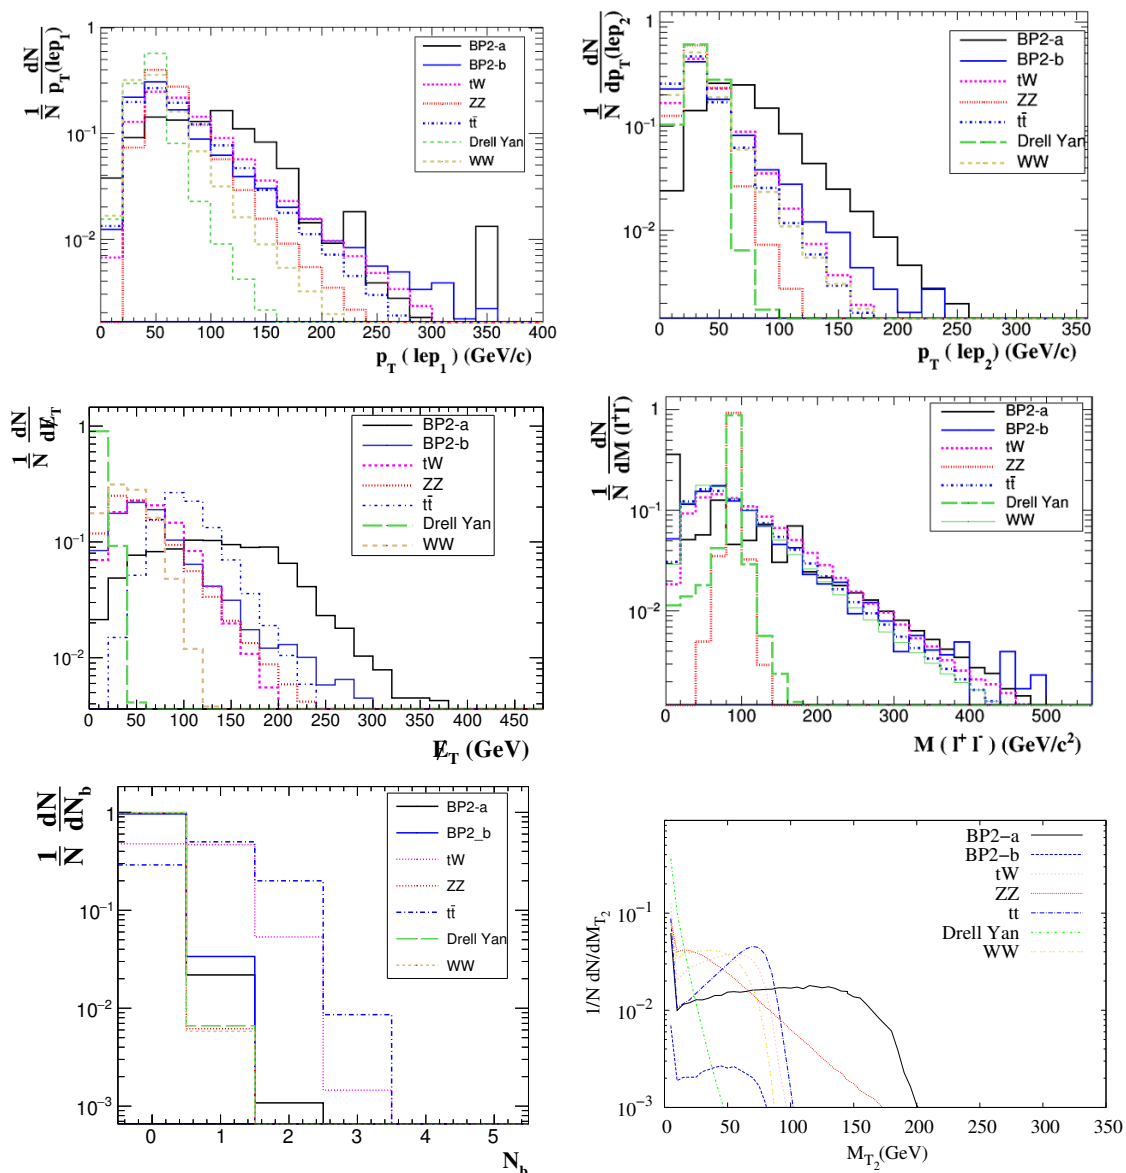 1/N dN/p_T(lep_1)
1
10^-1
10^-2
BP2-a
BP2-b
tW
ZZ
tt̄
Drell Yan
WW
0 50 100 150 200 250 300 350 400
p_T ( lep_1 ) (GeV/c)
1/N dN/dp_T(lep_2)
1
10^-1
10^-2
BP2-a
BP2-b
tW
ZZ
tt̄
Drell Yan
WW
0 50 100 150 200 250 300 350
p_T ( lep_2) (GeV/c)
1/N dN/dE̸_T
1
10^-1
10^-2
BP2-a
BP2-b
tW
ZZ
tt̄
Drell Yan
WW
0 50 100 150 200 250 300 350 400 450
E̸_T (GeV)
1/N dN/dM (l^+l^-)
1
10^-1
10^-2
BP2-a
BP2-b
tW
ZZ
tt̄
Drell Yan
WW
0 100 200 300 400 500
M ( l^+ l^-) (GeV/c^2)
1/N dN/dN_b
1
10^-1
10^-2
10^-3
BP2-a
BP2_b
tW
ZZ
tt̄
Drell Yan
WW
0 1 2 3 4 5
N_b
1/N dN/dM_T_2
10^-1
10^-2
10^-3
BP2-a
BP2-b
tW
ZZ
tt
Drell Yan
WW
0 50 100 150 200 250 300 350
M_T_2(GeV)